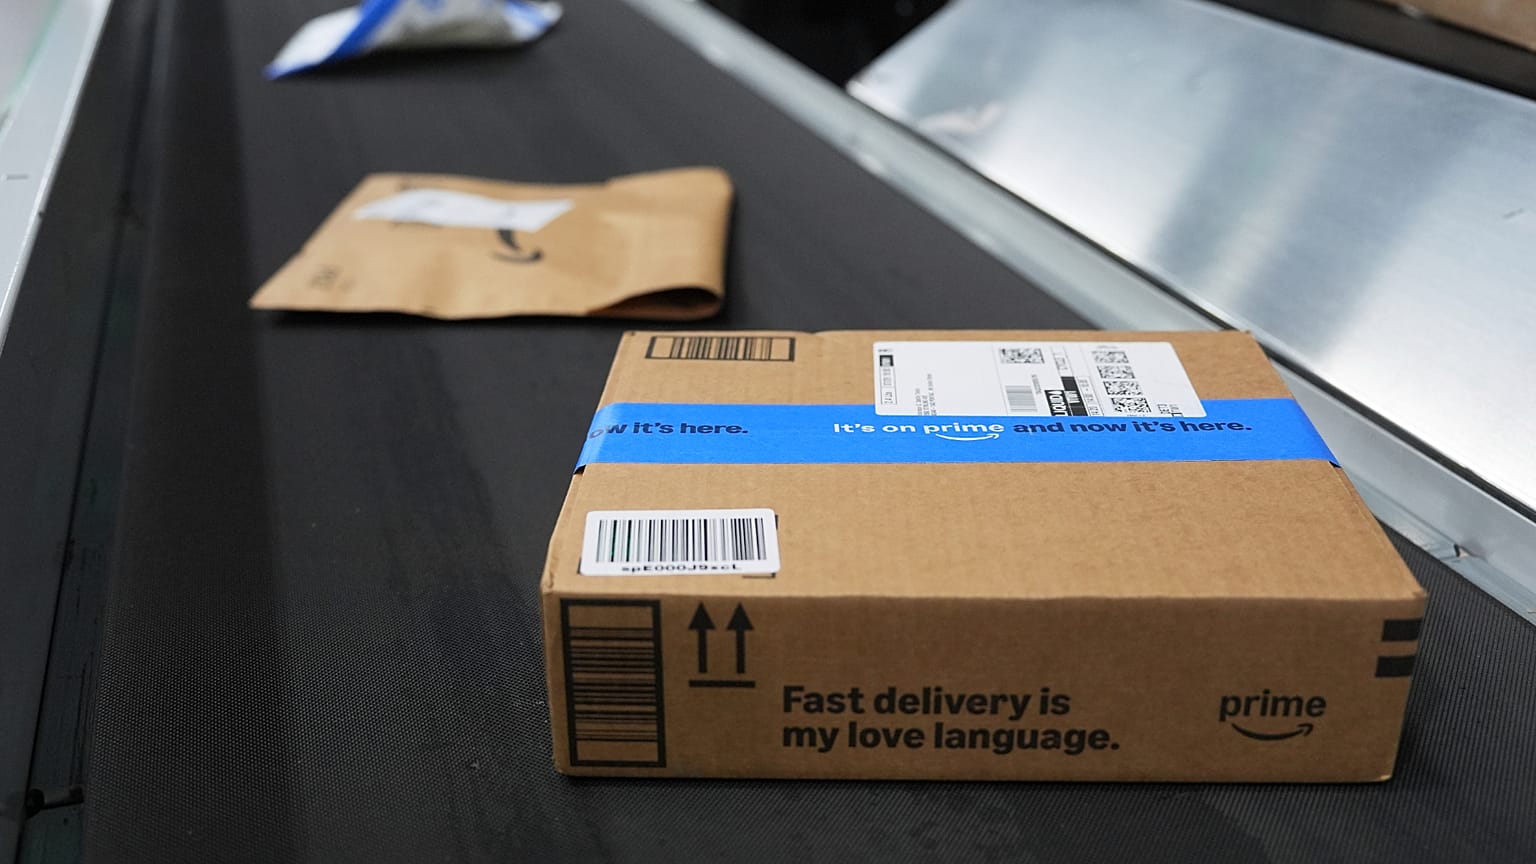 ow it's here.
It's on prime and now it's here.
spE000J9xcL
Fast delivery is
my love language.
prime